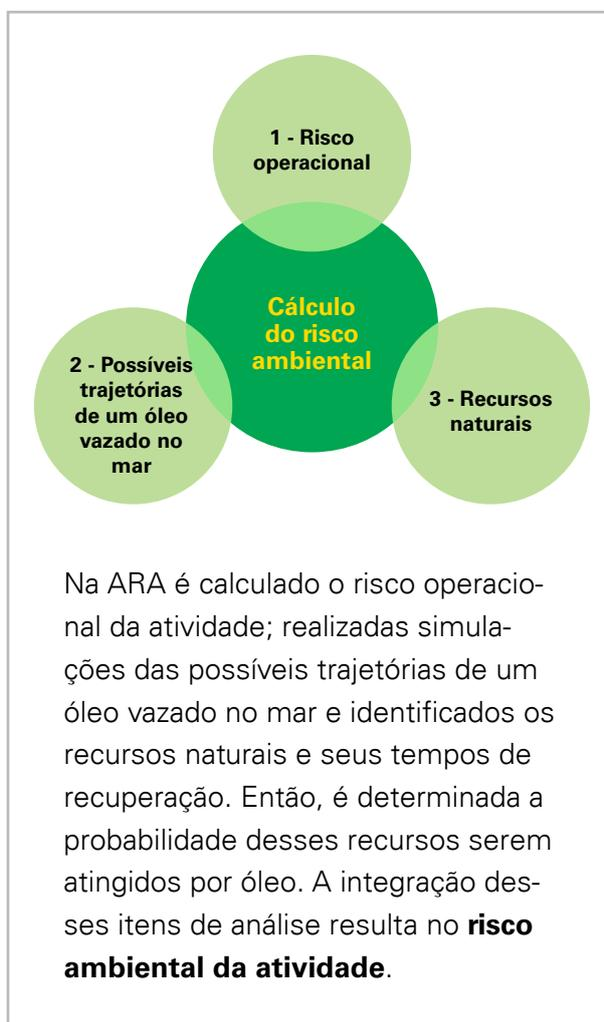 1 - Risco
operacional
Cálculo
do risco
ambiental
2 - Possíveis
trajetórias
de um óleo
vazado no
mar
3 - Recursos
naturais
Na ARA é calculado o risco operacio-
nal da atividade; realizadas simula-
ções das possíveis trajetórias de um
óleo vazado no mar e identificados os
recursos naturais e seus tempos de
recuperação. Então, é determinada a
probabilidade desses recursos serem
atingidos por óleo. A integração des-
ses itens de análise resulta no risco
ambiental da atividade.